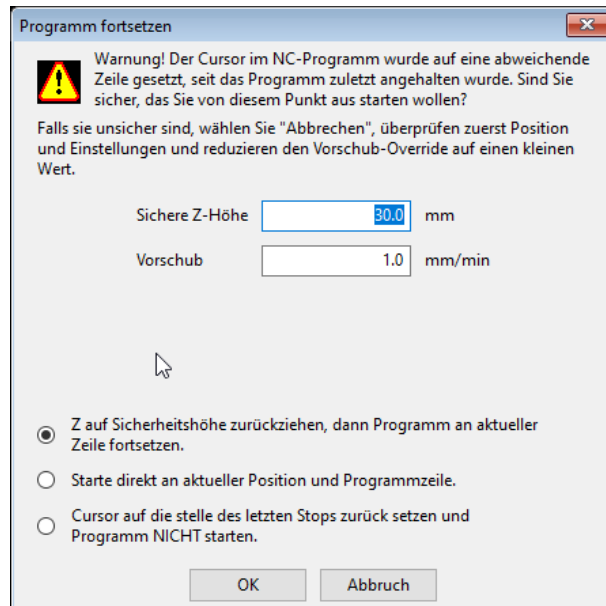 Programm fortsetzen
Warnung! Der Cursor im NC-Programm wurde auf eine abweichende
Zeile gesetzt, seit das Programm zuletzt angehalten wurde. Sind Sie
sicher, das Sie von diesem Punkt aus starten wollen?
Falls sie unsicher sind, wählen Sie "Abbrechen", überprüfen zuerst Position
und Einstellungen und reduzieren den Vorschub-Override auf einen kleinen
Wert.
Sichere Z-Höhe 30.0 mm
Vorschub 1.0 mm/min
Z auf Sicherheitshöhe zurückziehen, dann Programm an aktueller
Zeile fortsetzen.
Starte direkt an aktueller Position und Programmzeile.
Cursor auf die stelle des letzten Stops zurück setzen und
Programm NICHT starten.
OK Abbruch